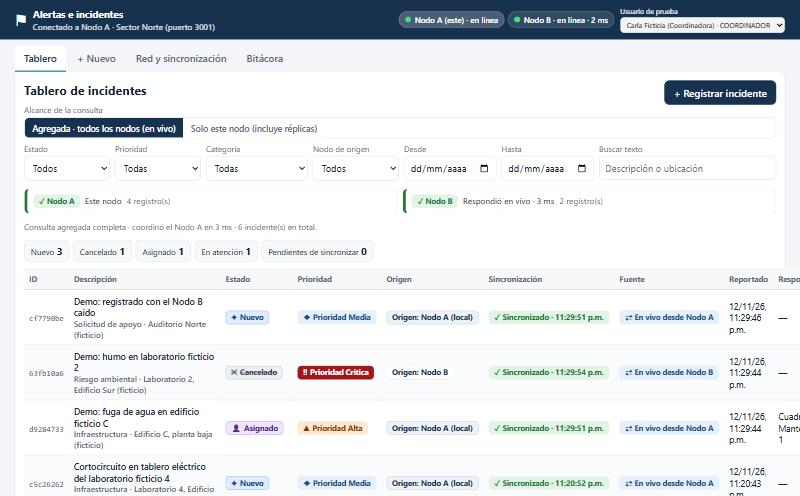 Alertas e incidentes
Conectado a Nodo A · Sector Norte (puerto 3001)
Nodo A (este) · en línea
Nodo B · en línea · 2 ms
Usuario de prueba
Carla Ficticia (Coordinadora) · COORDINADOR
Tablero
+ Nuevo
Red y sincronización
Bitácora
Tablero de incidentes
+ Registrar incidente
Alcance de la consulta
Agregada · todos los nodos (en vivo)
Solo este nodo (incluye réplicas)
Estado
Prioridad
Categoría
Nodo de origen
Desde
Hasta
Buscar texto
Todos
Todas
Todas
Todos
dd/mm/aaaa
dd/mm/aaaa
Descripción o ubicación
✓ Nodo A
Este nodo
4 registro(s)
✓ Nodo B
Respondió en vivo · 3 ms
2 registro(s)
Consulta agregada completa · coordinó el Nodo A en 3 ms · 6 incidente(s) en total.
Nuevo 3
Cancelado 1
Asignado 1
En atención 1
Pendientes de sincronizar 0
ID
Descripción
Estado
Prioridad
Origen
Sincronización
Fuente
Reportado
Respo
cf7790be
Demo: registrado con el Nodo B
caído
Solicitud de apoyo · Auditorio Norte
(ficticio)
Nuevo
Prioridad Media
Origen: Nodo A (local)
✓ Sincronizado · 11:29:51 p.m.
⇄ En vivo desde Nodo A
12/11/26,
11:29:46
p.m.
—
63fb10a6
Demo: humo en laboratorio ficticio
2
Riesgo ambiental · Laboratorio 2,
Edificio Sur (ficticio)
Cancelado
‼ Prioridad Crítica
Origen: Nodo B
✓ Sincronizado · 11:29:54 p.m.
⇄ En vivo desde Nodo B
12/11/26,
11:29:44
p.m.
—
d9284733
Demo: fuga de agua en edificio
ficticio C
Infraestructura · Edificio C, planta baja
(ficticio)
Asignado
▲ Prioridad Alta
Origen: Nodo A (local)
✓ Sincronizado · 11:29:51 p.m.
⇄ En vivo desde Nodo A
12/11/26,
11:29:44
p.m.
Cuadr
Mante
1
c5c26262
Cortocircuito en tablero eléctrico
del laboratorio ficticio 4
Infraestructura · Laboratorio 4, Edificio
Nuevo
Prioridad Media
Origen: Nodo A (local)
✓ Sincronizado · 11:20:52 p.m.
⇄ En vivo desde Nodo A
12/11/26,
11:20:43
p.m.
—